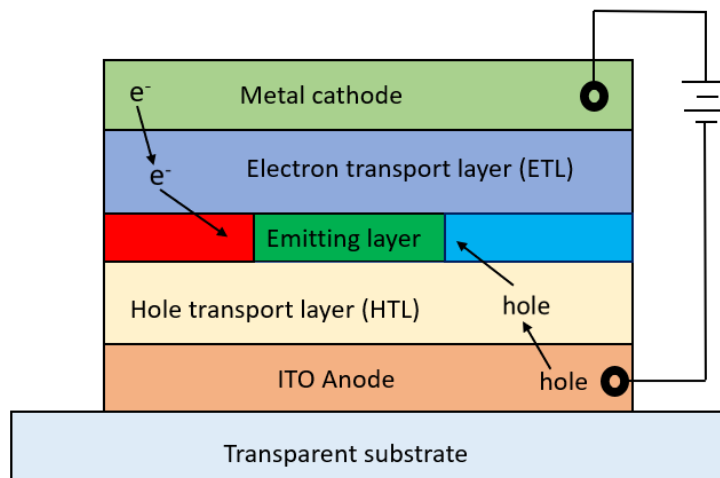 e⁻
Metal cathode
e⁻
Electron transport layer (ETL)
Emitting layer
Hole transport layer (HTL)
hole
ITO Anode
hole
Transparent substrate